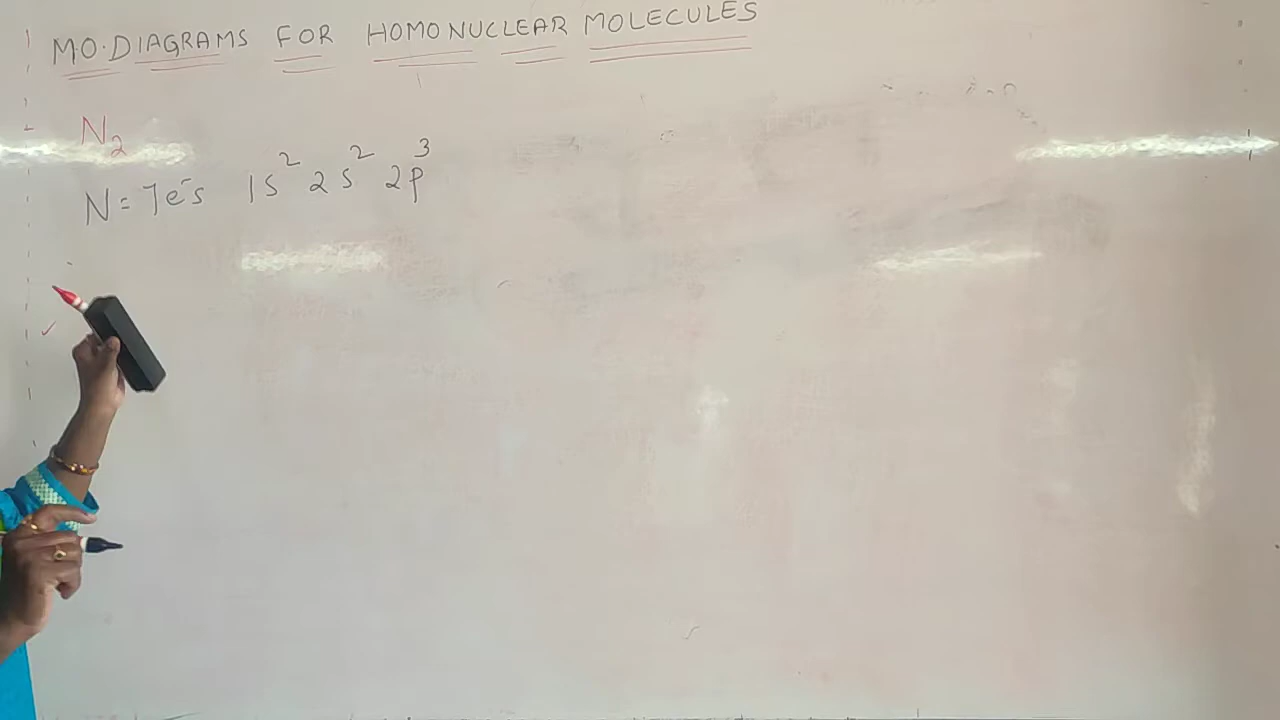 MO.DIAGRAMS FOR HOMONUCLEAR MOLECULES
N₂
N = 7e⁻s 1s² 2s² 2p³